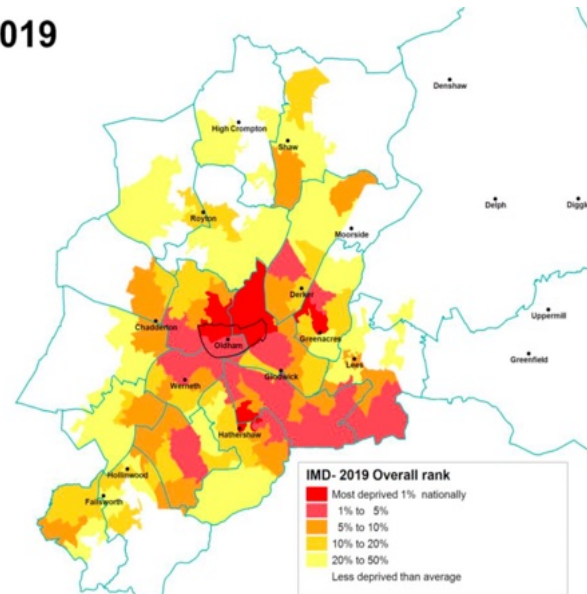 019
Denshaw
High Crompton
Shaw
Delph
Royton
Moorside
Derker
Uppermill
Chadderton
Greenacres
Oldham
Greenfield
Lees
Glodwick
Werneth
Hathershaw
Hollinwood
Failsworth
IMD- 2019 Overall rank
Most deprived 1% nationally
1% to 5%
5% to 10%
10% to 20%
20% to 50%
Less deprived than average